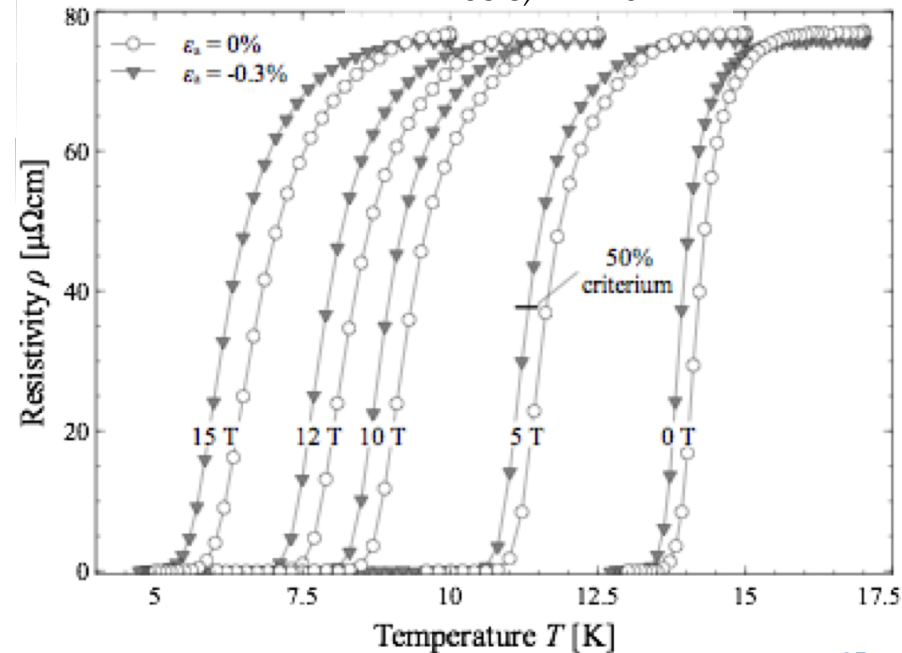 80
εa = 0%
εa = -0.3%
60
50%
criterium
40
20
15 T
12 T
10 T
5 T
0 T
0
5
7.5
10
12.5
15
17.5
Resistivity ρ [μΩcm]
Temperature T [K]